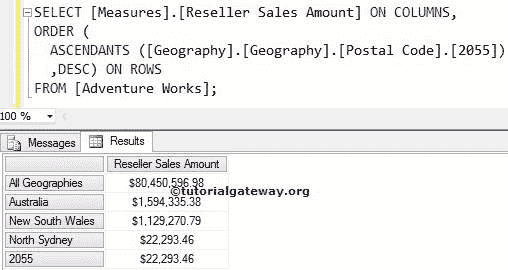 SELECT [Measures].[Reseller Sales Amount] ON COLUMNS,
ORDER (
ASCENDANTS ([Geography].[Geography].[Postal Code].[2055])
,DESC) ON ROWS
FROM [Adventure Works];
100 %
Messages Results
Reseller Sales Amount
All Geographies $80,450,596.98
©tutorialgateway.org
Australia $1,594,335.38
New South Wales $1,129,270.79
North Sydney $22,293.46
2055 $22,293.46